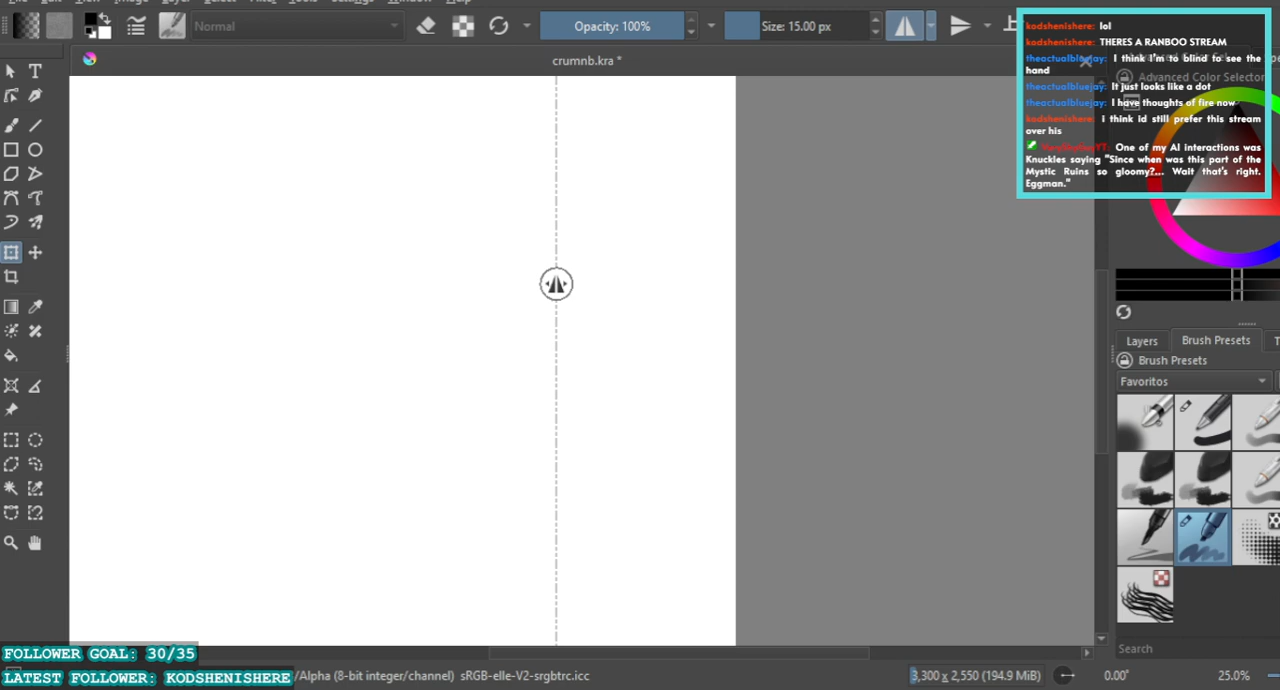 Normal
Opacity: 100%
Size: 15.00 px
crumnb.kra *
kodshenishere: lol
kodshenishere: THERES A RANBOO STREAM
theactualbluejay: I think I'm to blind to see the
hand
theactualbluejay: It just looks like a dot
theactualbluejay: I have thoughts of fire now
kodshenishere: i think id still prefer this stream
over his
One of my AI interactions was
Knuckles saying "Since when was this part of the
Mystic Ruins so gloomy?... Wait that's right.
Eggman."
Advanced Color Selector
Layers
Brush Presets
Brush Presets
Favoritos
Search
FOLLOWER GOAL: 30/35
LATEST FOLLOWER: KODSHENISHERE
/Alpha (8-bit integer/channel) sRGB-elle-V2-srgbtrc.icc
3,300 x 2,550 (194.9 MiB)
0.00°
25.0%